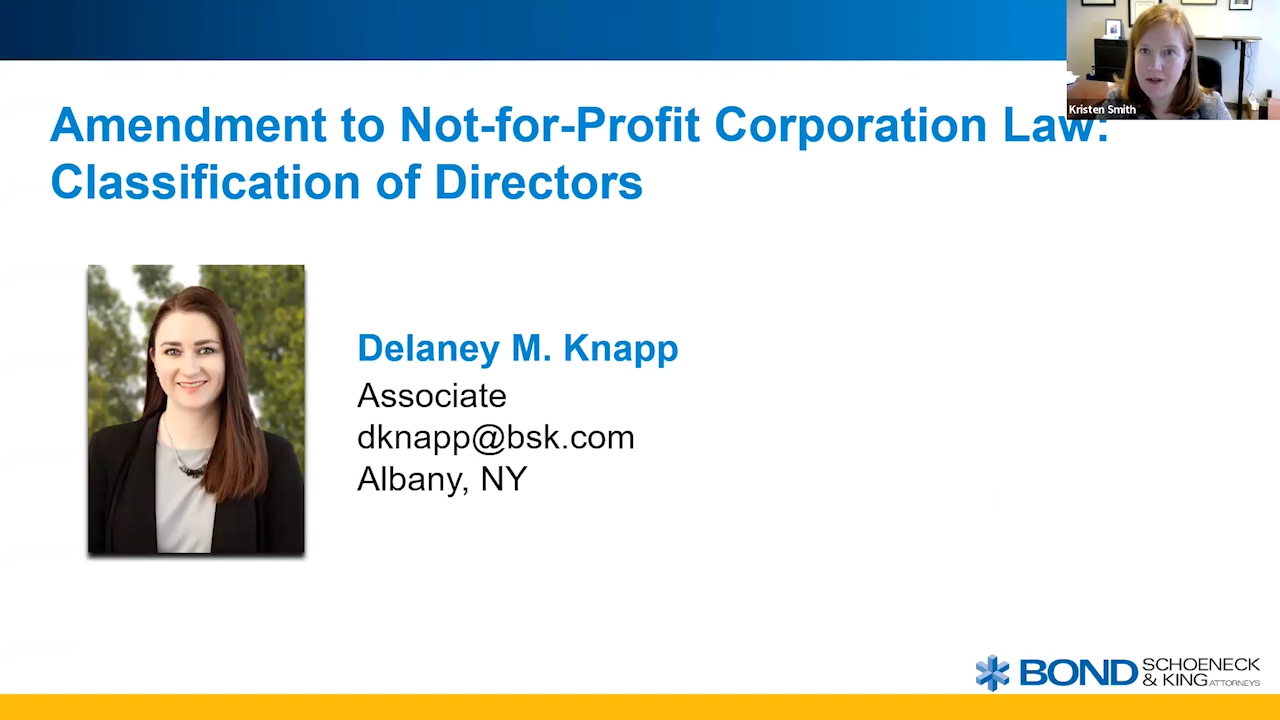 Kristen Smith
Amendment to Not-for-Profit Corporation Law:
Classification of Directors
Delaney M. Knapp
Associate
dknapp@bsk.com
Albany, NY
BOND SCHOENECK
& KING ATTORNEYS